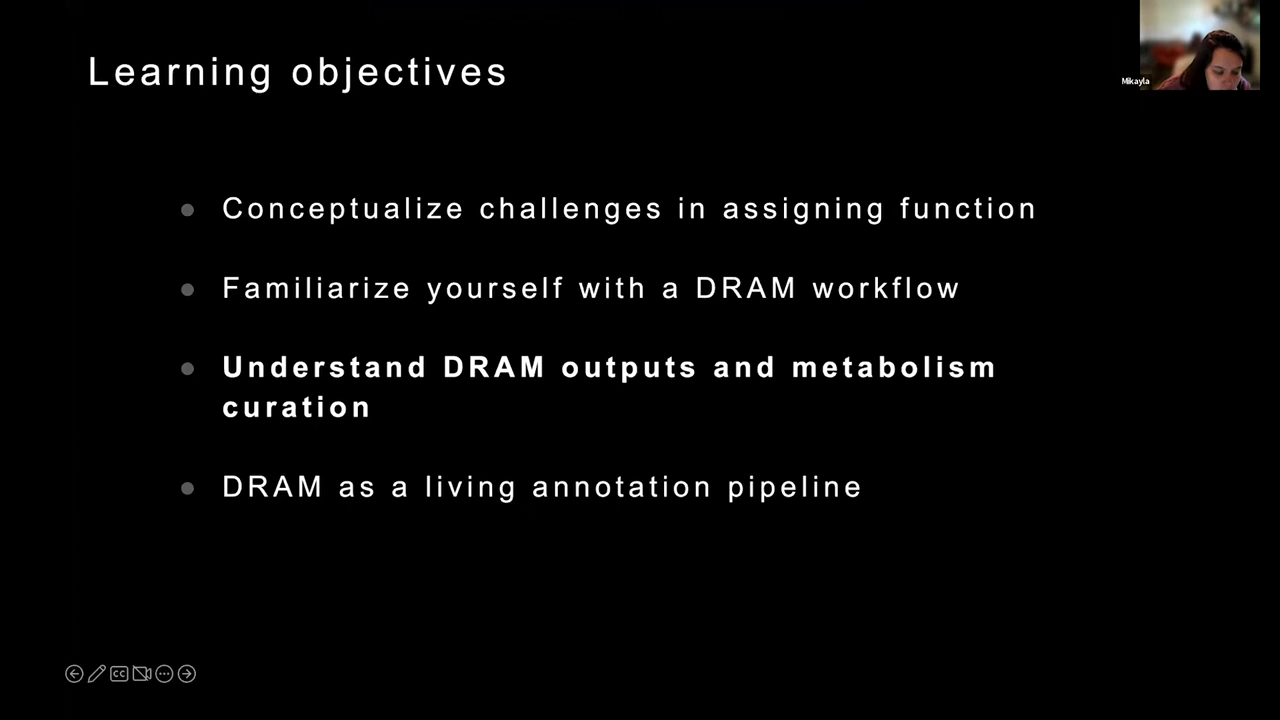 Learning objectives
Mikayla
Conceptualize challenges in assigning function
Familiarize yourself with a DRAM workflow
Understand DRAM outputs and metabolism
curation
DRAM as a living annotation pipeline
CC